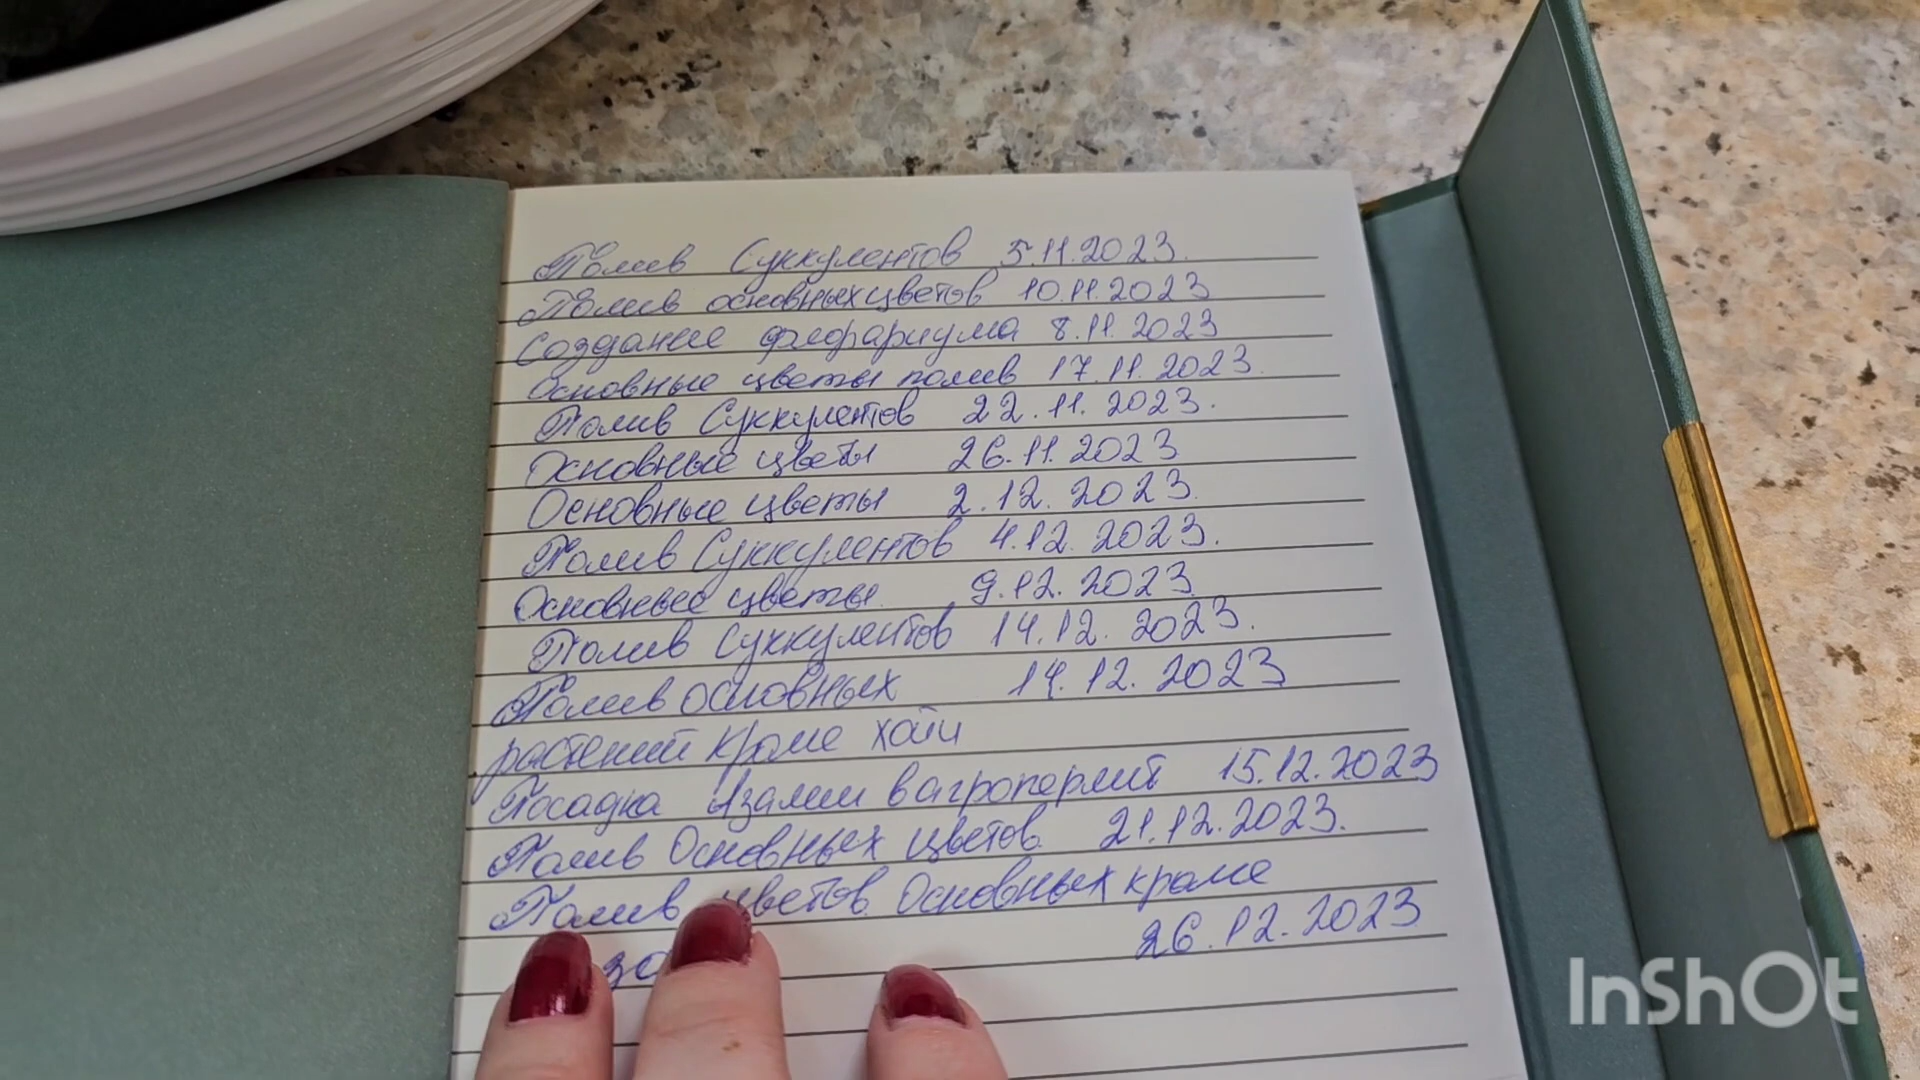 Полив Суккулентов 5.11.2023.
Полив основных цветов 10.11.2023
Создание флорариума 8.11.2023
Основные цветы полив 17.11.2023.
Полив Суккулентов 22.11.2023.
Основные цветы 26.11.2023
Основные цветы 2.12.2023.
Полив Суккулентов 4.12.2023.
Основные цветы 9.12.2023.
Полив Суккулентов 14.12.2023.
Полив основных 14.12.2023
растений кроме хойи
Посадка Азалии в агроперлит 15.12.2023
Полив Основных цветов 21.12.2023.
Полив цветов Основных кроме
26.12.2023
InShOt